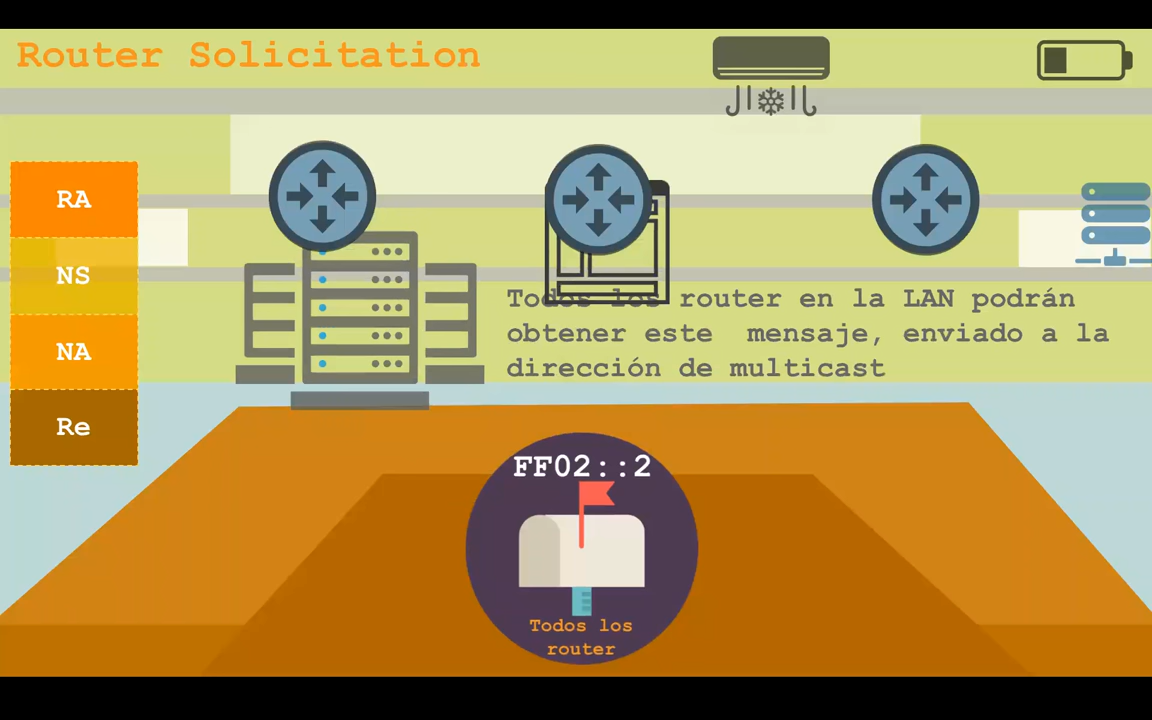 Router Solicitation
RA
NS
NA
Re
Todos los router en la LAN podrán
obtener este mensaje, enviado a la
dirección de multicast
FF02::2
Todos los
router